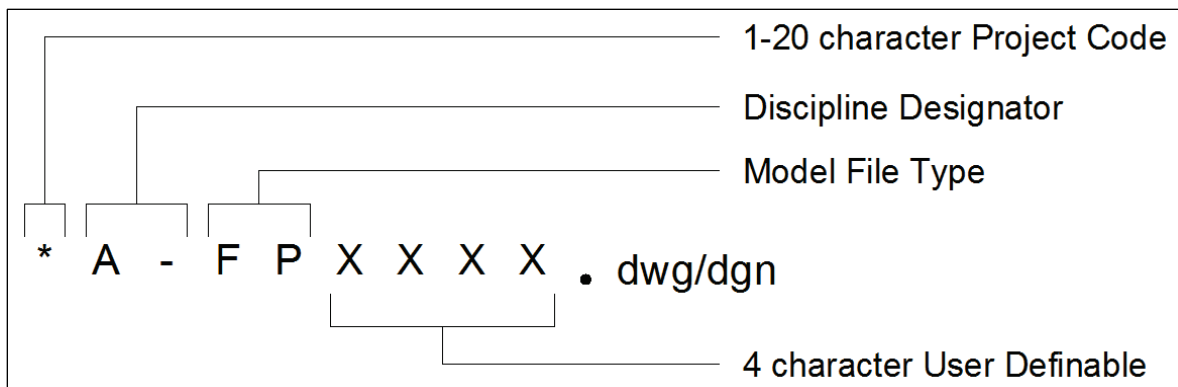 1-20 character Project Code
Discipline Designator
Model File Type
* A - F P X X X X . dwg/dgn
4 character User Definable